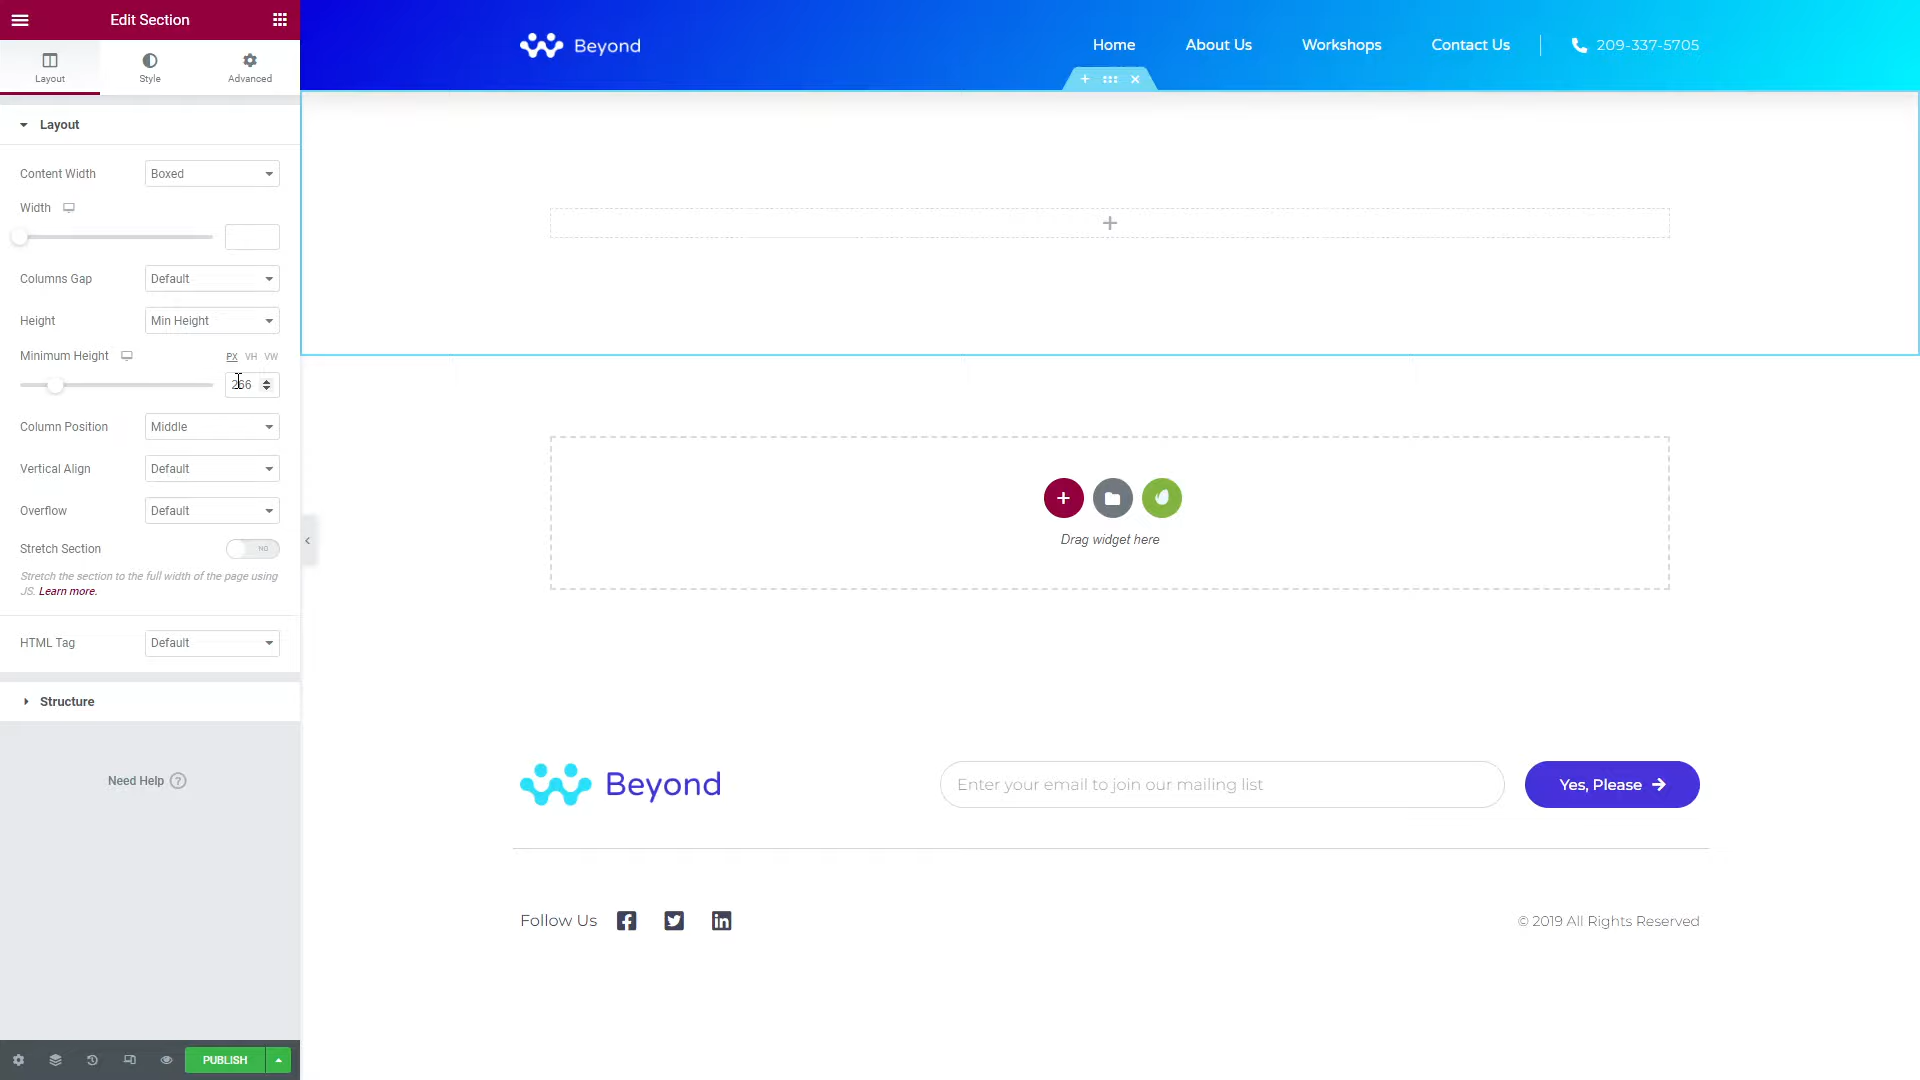 Edit Section
Layout
Style
Advanced
Layout
Content Width
Boxed
Width
Columns Gap
Default
Height
Min Height
Minimum Height
PX VH VW
266
Column Position
Middle
Vertical Align
Default
Overflow
Default
Stretch Section
NO
Stretch the section to the full width of the page using
JS. Learn more.
HTML Tag
Default
Structure
Need Help
PUBLISH
Beyond
Home
About Us
Workshops
Contact Us
209-337-5705
Drag widget here
Beyond
Enter your email to join our mailing list
Yes, Please
Follow Us
© 2019 All Rights Reserved